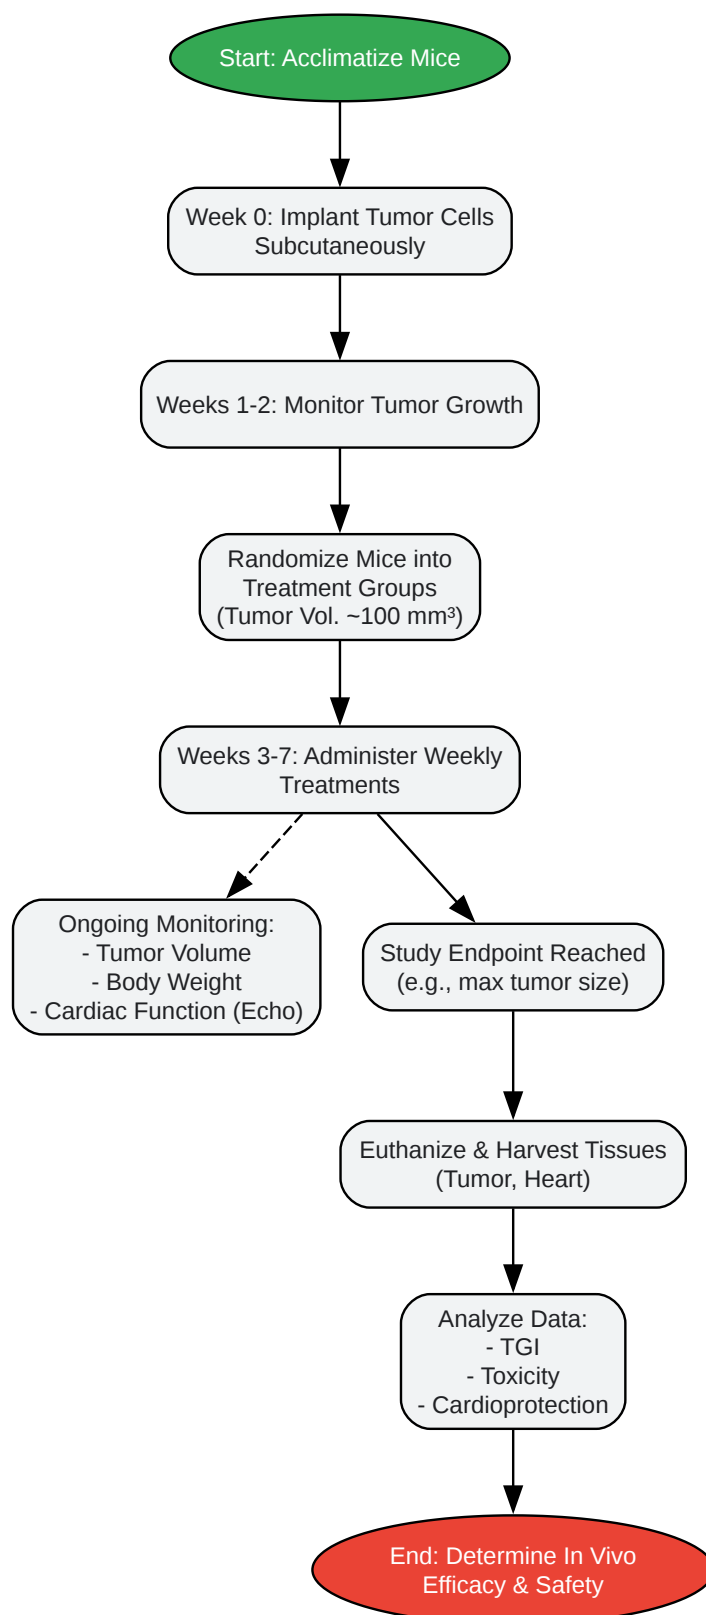 Start: Acclimatize Mice
Week 0: Implant Tumor Cells
Subcutaneously
Weeks 1-2: Monitor Tumor Growth
Randomize Mice into
Treatment Groups
(Tumor Vol. ~100 mm³)
Weeks 3-7: Administer Weekly
Treatments
Ongoing Monitoring:
- Tumor Volume
- Body Weight
- Cardiac Function (Echo)
Study Endpoint Reached
(e.g., max tumor size)
Euthanize & Harvest Tissues
(Tumor, Heart)
Analyze Data:
- TGI
- Toxicity
- Cardioprotection
End: Determine In Vivo
Efficacy & Safety